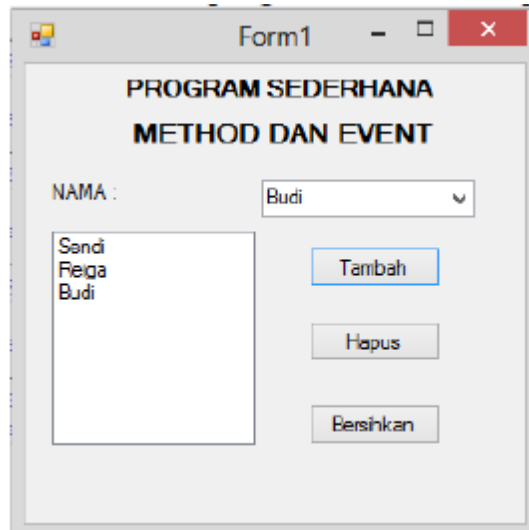 Form1
PROGRAM SEDERHANA
METHOD DAN EVENT
NAMA :
Budi
Sendi
Reiga
Budi
Tambah
Hapus
Bersihkan